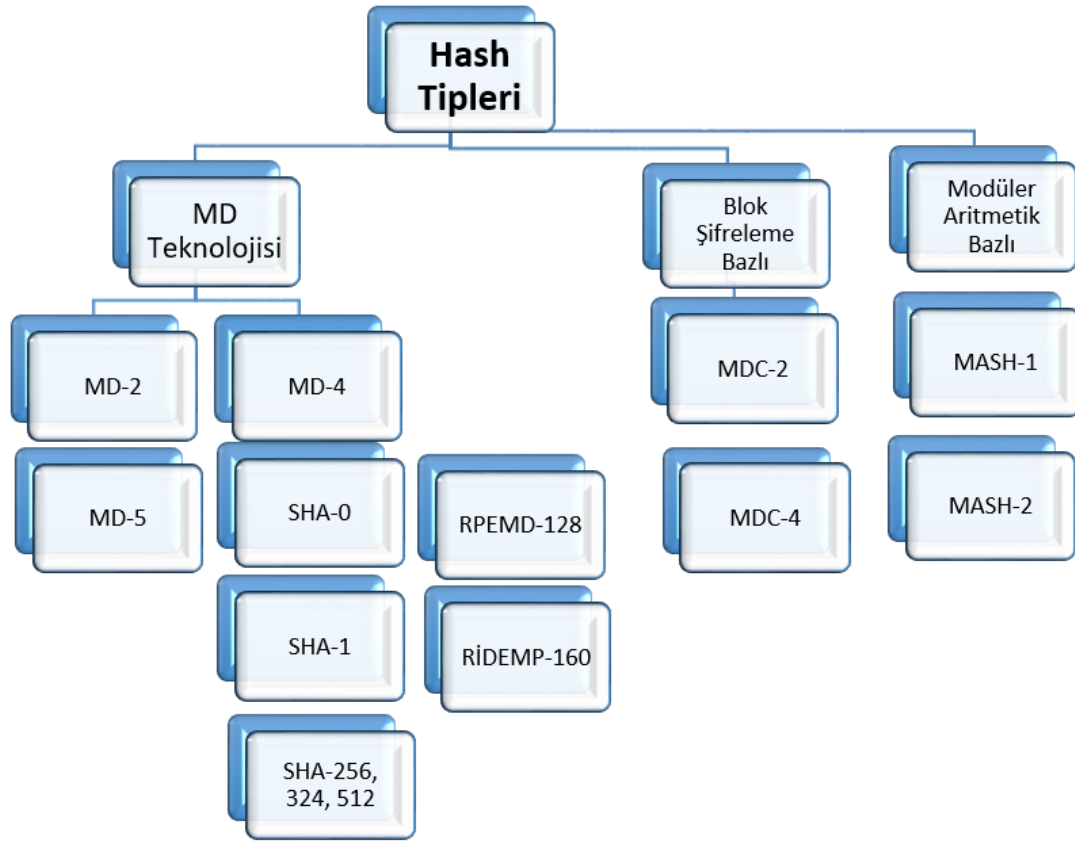 Hash
Tipleri
MD
Teknolojisi
Blok
Şifreleme
Bazlı
Modüler
Aritmetik
Bazlı
MD-2
MD-4
MDC-2
MASH-1
MD-5
SHA-0
RPEMD-128
MDC-4
MASH-2
SHA-1
RİDEMP-160
SHA-256,
324, 512